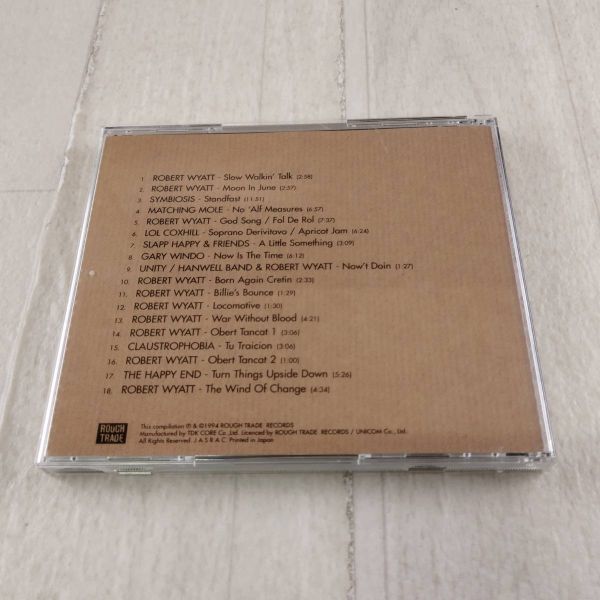 1. ROBERT WYATT - Slow Walkin' Talk (2:58)
2. ROBERT WYATT - Moon In June (2:57)
3. SYMBIOSIS - Standfast (11:51)
4. MATCHING MOLE - No 'Alf Measures (6:57)
5. ROBERT WYATT - God Song / Fol De Rol (7:37)
6. LOL COXHILL - Soprano Derivitavo / Apricot Jam (6:24)
7. SLAPP HAPPY & FRIENDS - A Little Something (3:09)
8. GARY WINDO - Now Is The Time (6:12)
9. UNITY / HANWELL BAND & ROBERT WYATT - Now't Doin (1:27)
10. ROBERT WYATT - Born Again Cretin (2:33)
11. ROBERT WYATT - Billie's Bounce (1:29)
12. ROBERT WYATT - Locomotive (1:30)
13. ROBERT WYATT - War Without Blood (4:21)
14. ROBERT WYATT - Obert Tancat 1 (3:06)
15. CLAUSTROPHOBIA - Tu Traicion (3:06)
16. ROBERT WYATT - Obert Tancat 2 (1:00)
17. THE HAPPY END - Turn Things Upside Down (5:26)
18. ROBERT WYATT - The Wind Of Change (4:34)
ROUGH
TRADE
This compilation ℗ & ©1994 ROUGH TRADE RECORDS
Manufactured by TDK CORE Co.,Ltd. Licenced by ROUGH TRADE RECORDS / UNICOM Co., Ltd.
All Rights Reserved. J A S R A C. Printed in Japan